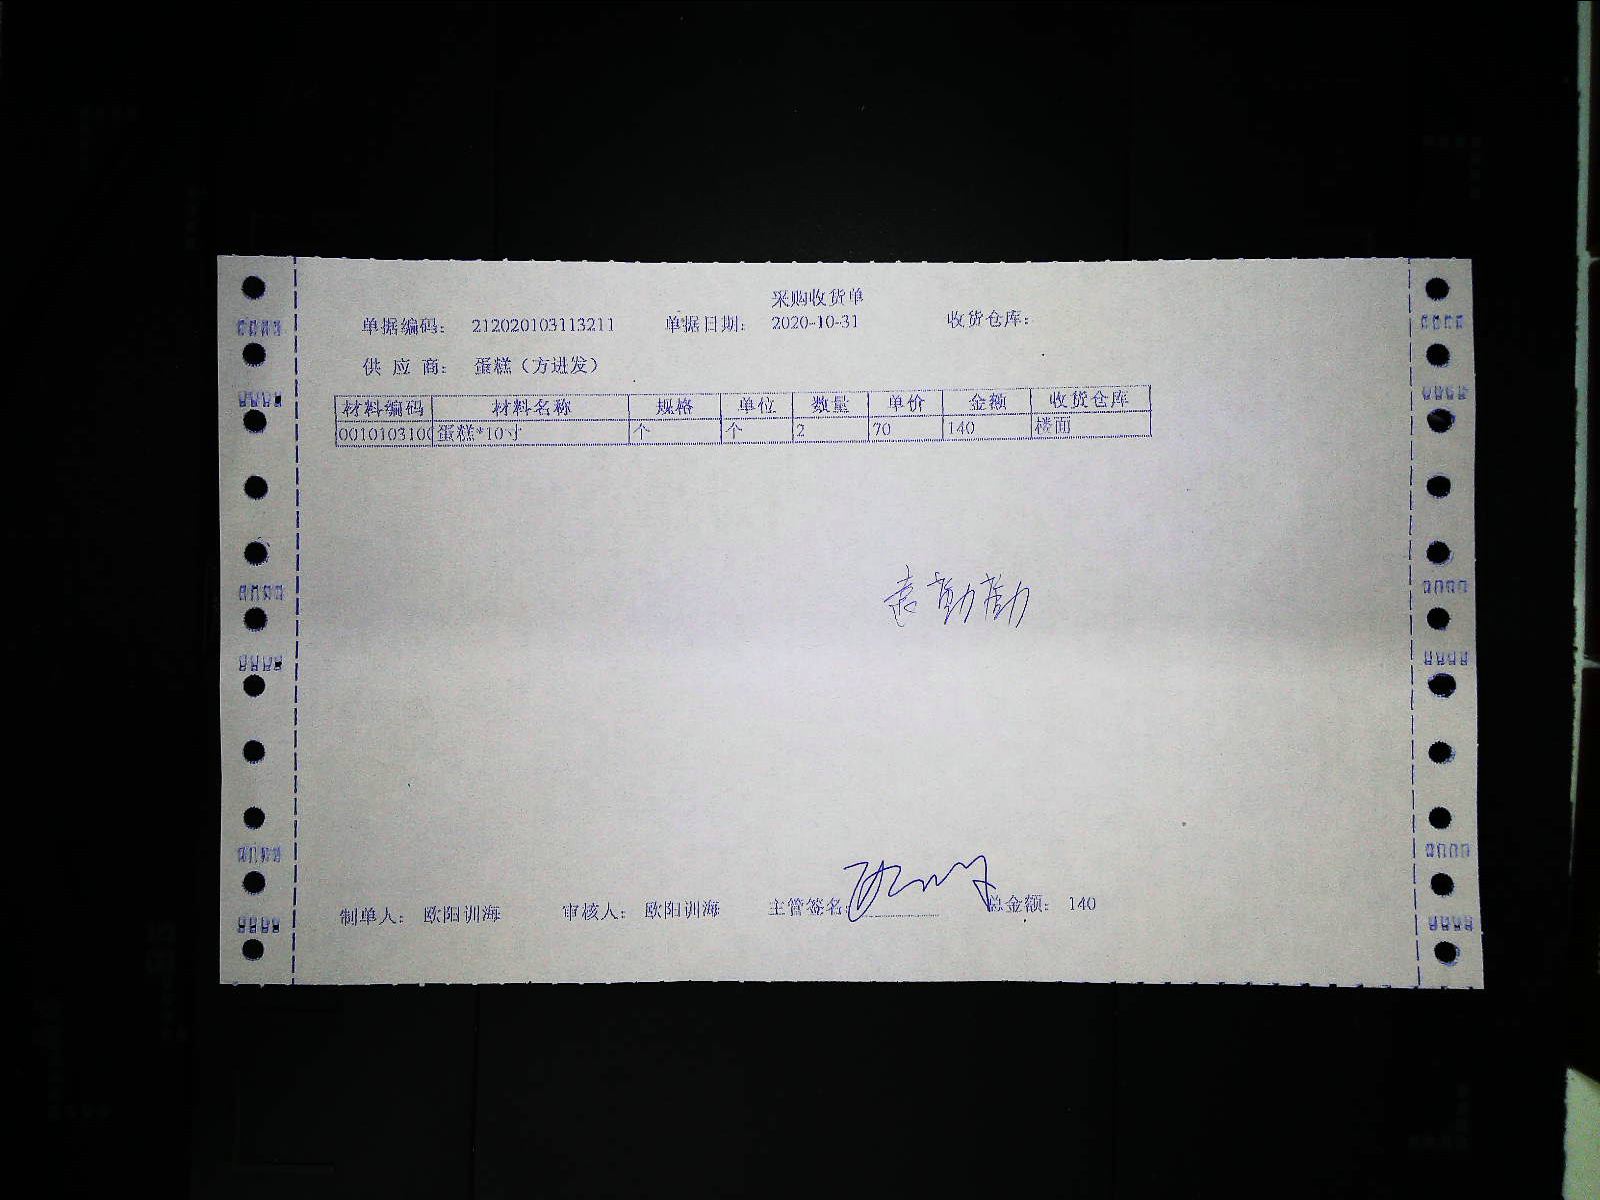 采购收货单
单据编码： 212020103113211 单据日期： 2020-10-31 收货仓库：
供 应 商： 蛋糕（方进发）
材料编码 材料名称 规格 单位 数量 单价 金额 收货仓库
0010103100 蛋糕*10寸 个 个 2 70 140 楼面
袁勤勤
制单人： 欧阳训海 审核人： 欧阳训海 主管签名: 总金额： 140